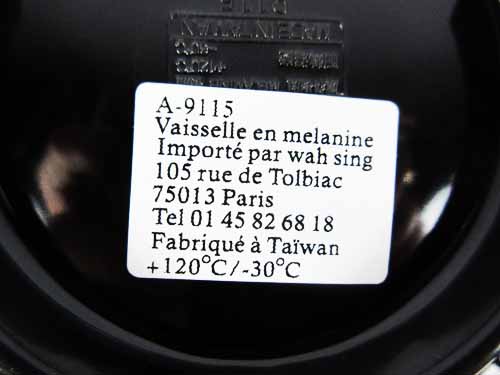 A-9115
Vaisselle en melanine
Importé par wah sing
105 rue de Tolbiac
75013 Paris
Tel 01 45 82 68 18
Fabriqué à Taïwan
+120°C/-30°C